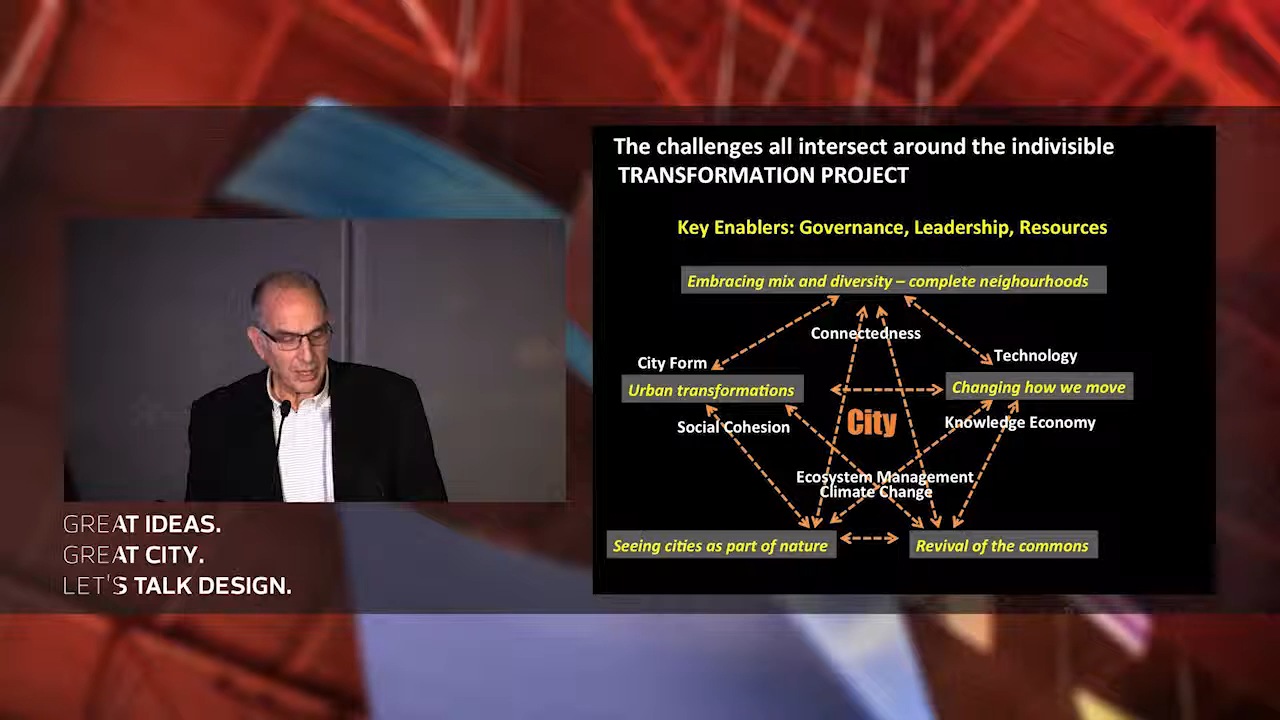 The challenges all intersect around the indivisible
TRANSFORMATION PROJECT
Key Enablers: Governance, Leadership, Resources
Embracing mix and diversity – complete neighourhoods
Connectedness
City Form
Technology
Urban transformations
Changing how we move
City
Social Cohesion
Knowledge Economy
Ecosystem Management
Climate Change
Seeing cities as part of nature
Revival of the commons
GREAT IDEAS.
GREAT CITY.
LET'S TALK DESIGN.